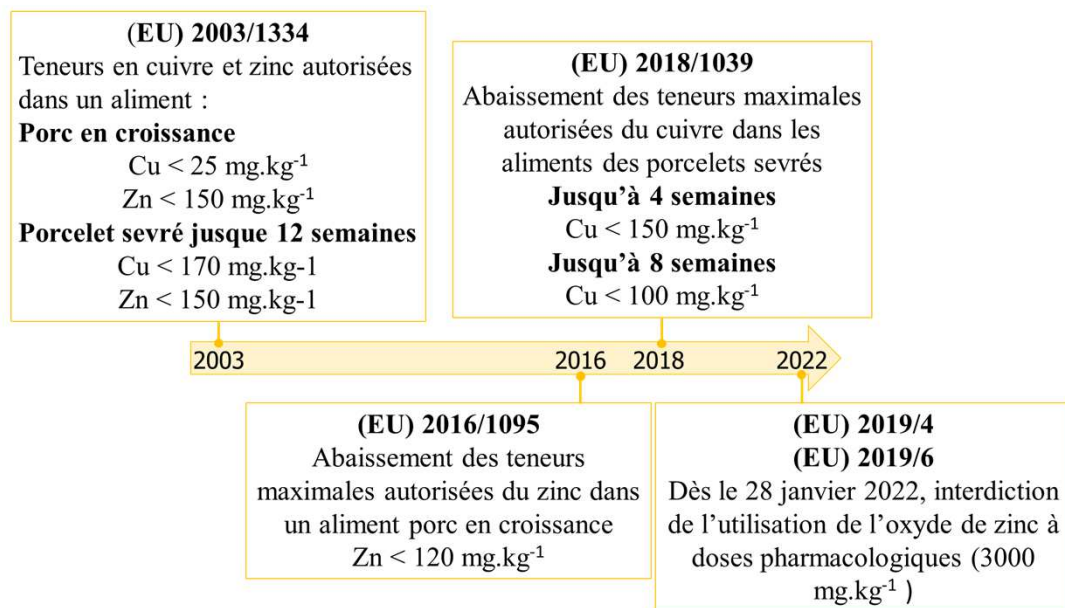 (EU) 2003/1334
Teneurs en cuivre et zinc autorisées
dans un aliment :
Porc en croissance
Cu < 25 mg.kg⁻¹
Zn < 150 mg.kg⁻¹
Porcelet sevré jusque 12 semaines
Cu < 170 mg.kg-1
Zn < 150 mg.kg-1
(EU) 2018/1039
Abaissement des teneurs maximales
autorisées du cuivre dans les
aliments des porcelets sevrés
Jusqu’à 4 semaines
Cu < 150 mg.kg⁻¹
Jusqu’à 8 semaines
Cu < 100 mg.kg⁻¹
2003 2016 2018 2022
(EU) 2016/1095
Abaissement des teneurs
maximales autorisées du zinc dans
un aliment porc en croissance
Zn < 120 mg.kg⁻¹
(EU) 2019/4
(EU) 2019/6
Dès le 28 janvier 2022, interdiction
de l’utilisation de l’oxyde de zinc à
doses pharmacologiques (3000
mg.kg⁻¹ )